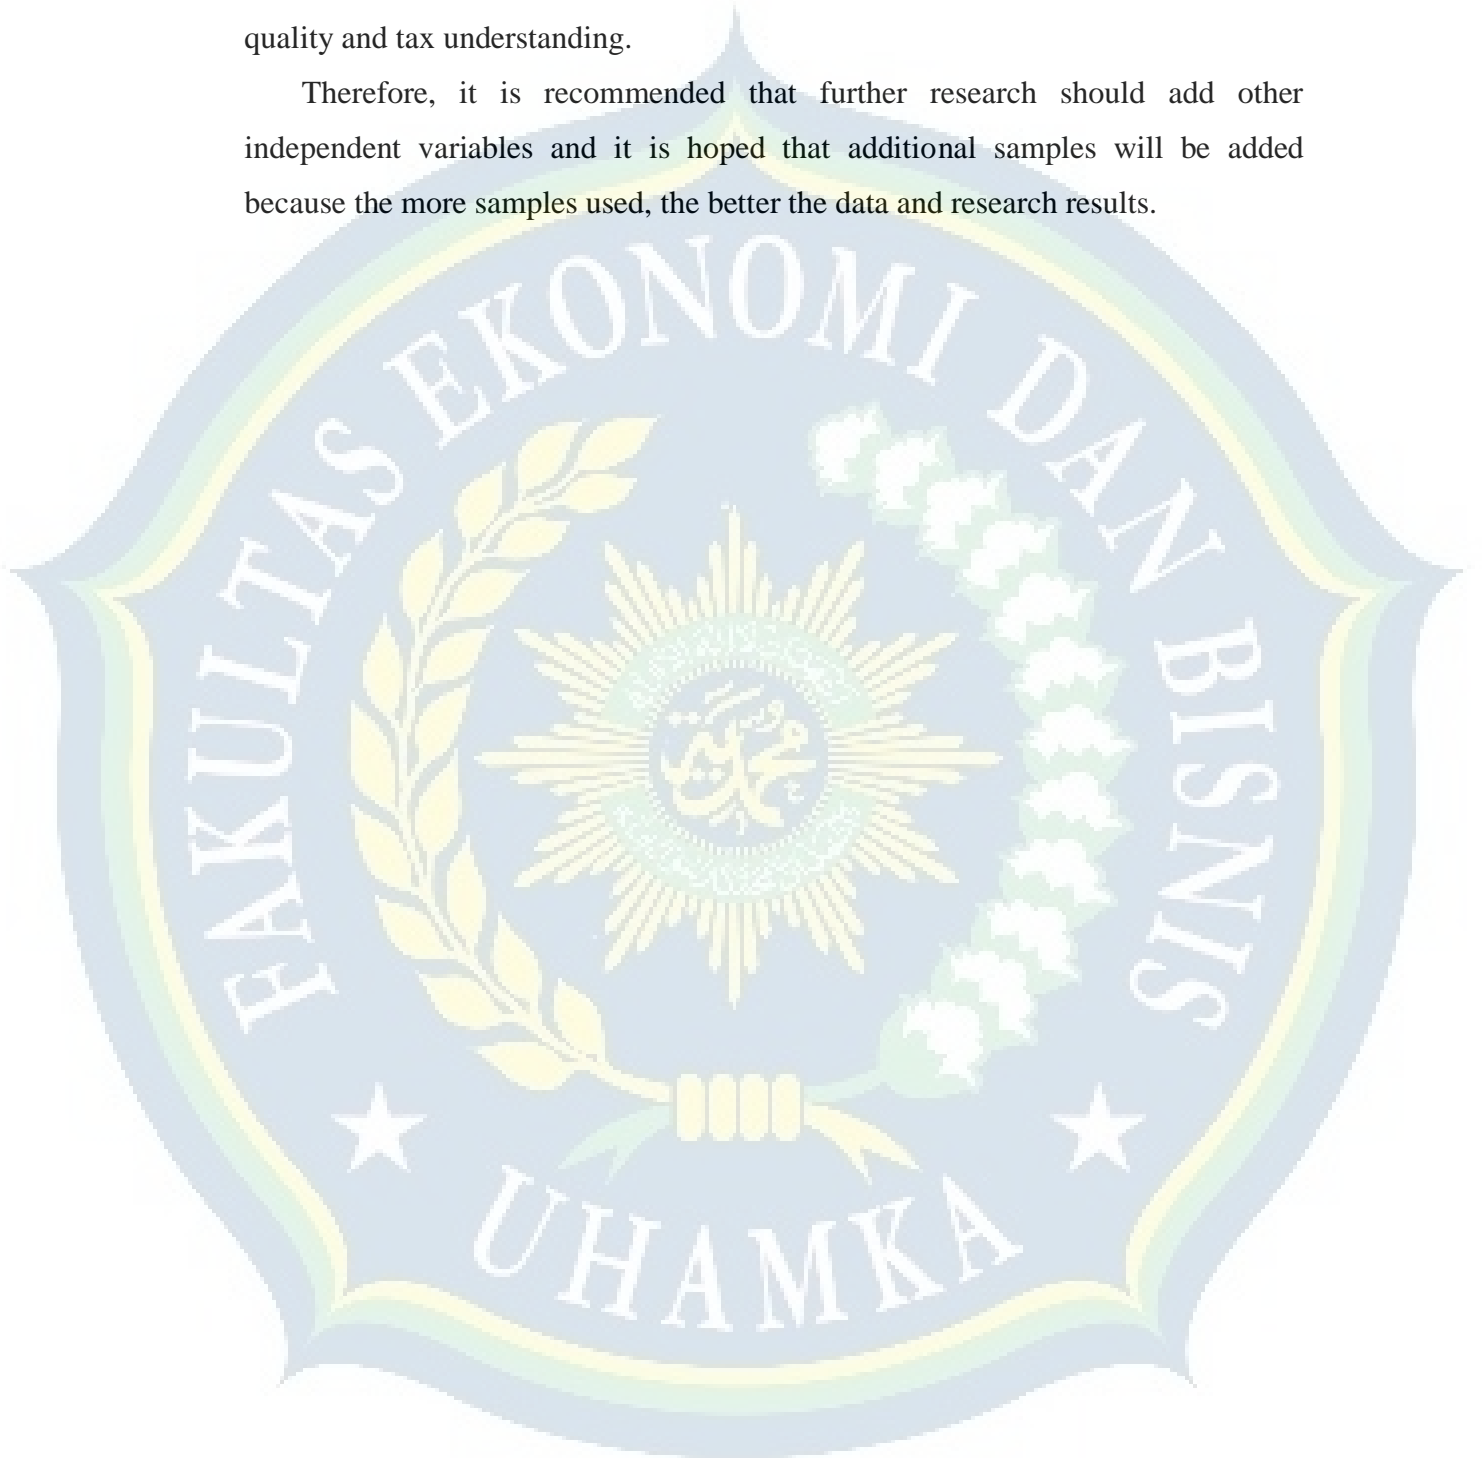 quality and tax understanding.
Therefore, it is recommended that further research should add other
independent variables and it is hoped that additional samples will be added
because the more samples used, the better the data and research results.
FAKULTAS EKONOMI DAN BISNIS
UHAMKA